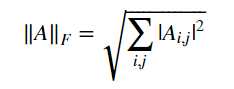 ‖A‖_F = √(∑_{i,j} |A_{i,j}|²)